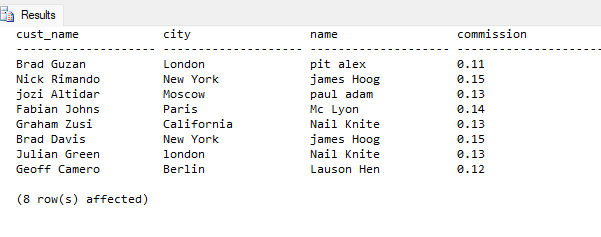 Results
cust_name city name commission
-------------------- -------------------- -------------------- --------------------
Brad Guzan London pit alex 0.11
Nick Rimando New York james Hoog 0.15
jozi Altidar Moscow paul adam 0.13
Fabian Johns Paris Mc Lyon 0.14
Graham Zusi California Nail Knite 0.13
Brad Davis New York james Hoog 0.15
Julian Green london Nail Knite 0.13
Geoff Camero Berlin Lauson Hen 0.12
(8 row(s) affected)